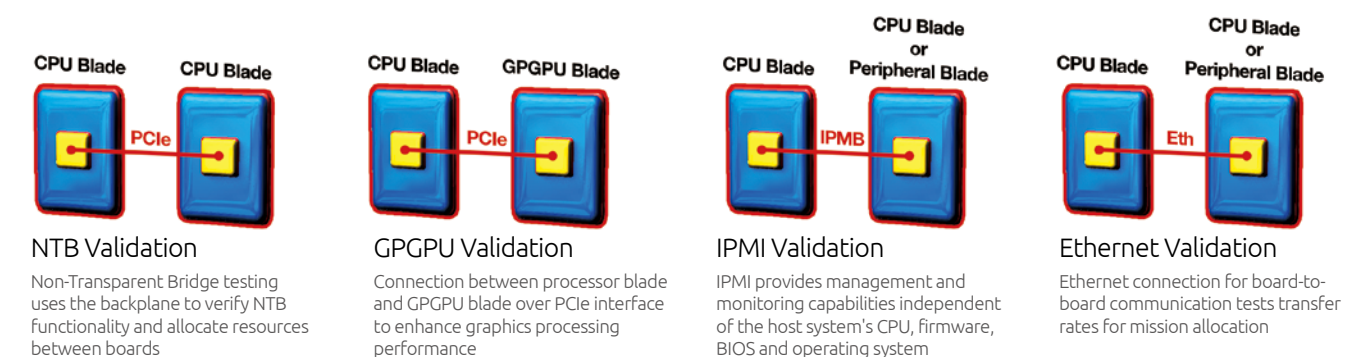 CPU Blade
CPU Blade
PCIe
NTB Validation
Non-Transparent Bridge testing
uses the backplane to verify NTB
functionality and allocate resources
between boards
CPU Blade
GPGPU Blade
PCIe
GPGPU Validation
Connection between processor blade
and GPGPU blade over PCIe interface
to enhance graphics processing
performance
CPU Blade
CPU Blade
or
Peripheral Blade
IPMB
IPMI Validation
IPMI provides management and
monitoring capabilities independent
of the host system's CPU, firmware,
BIOS and operating system
CPU Blade
CPU Blade
or
Peripheral Blade
Eth
Ethernet Validation
Ethernet connection for board-to-
board communication tests transfer
rates for mission allocation